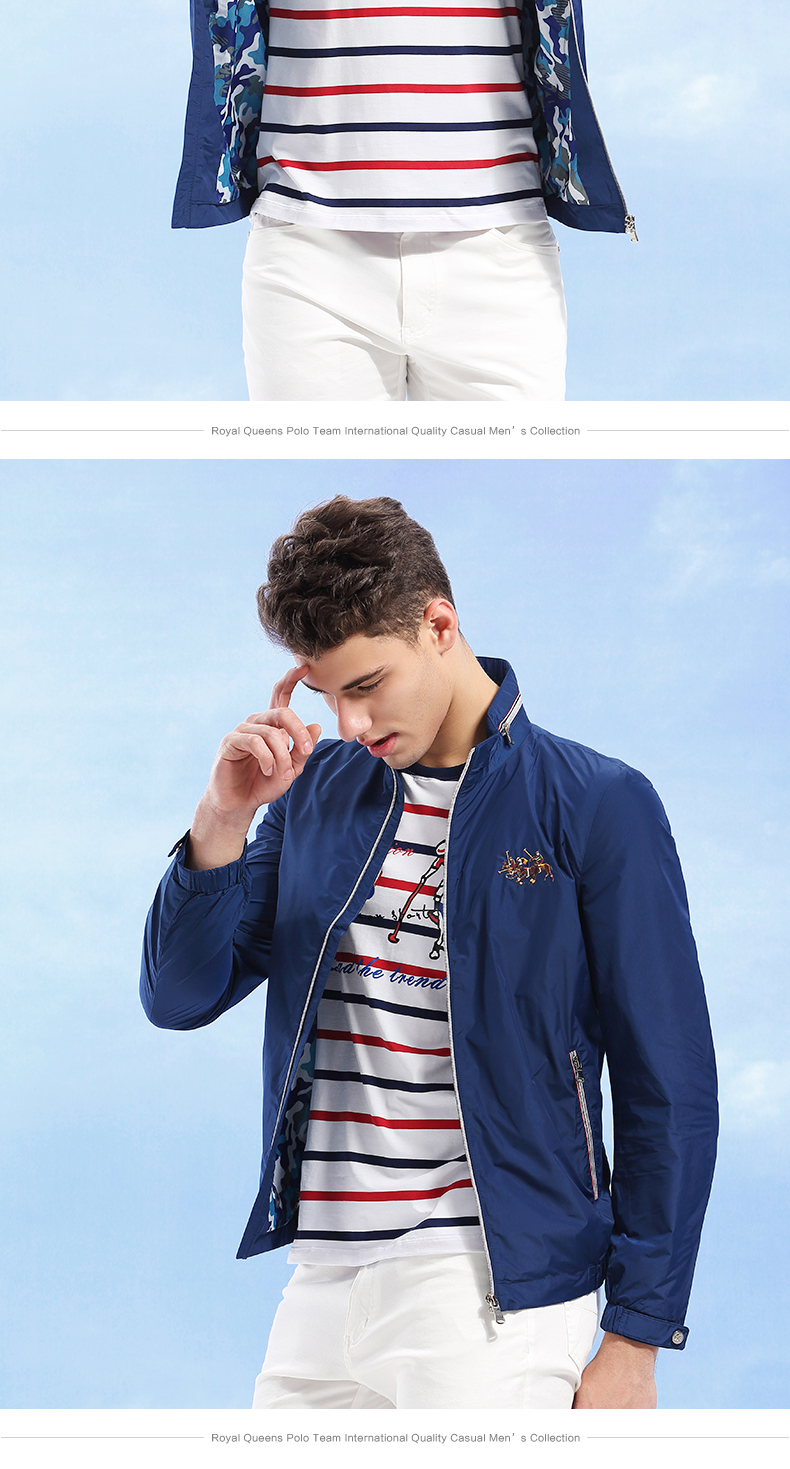 Royal Queens Polo Team International Quality Casual Men’s Collection
the trend
Royal Queens Polo Team International Quality Casual Men’s Collection